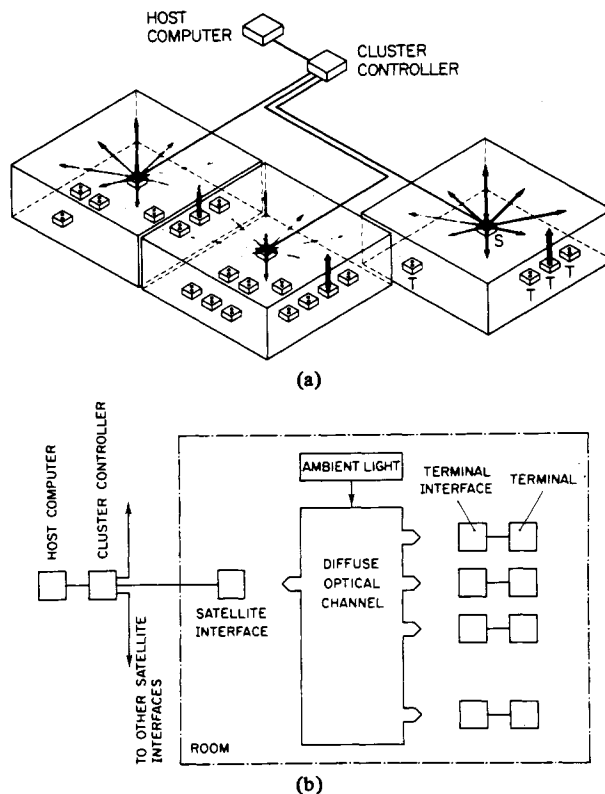 HOST
COMPUTER
CLUSTER
CONTROLLER
S
T
T T T
(a)
HOST COMPUTER
CLUSTER CONTROLLER
TO OTHER SATELLITE
INTERFACES
SATELLITE
INTERFACE
AMBIENT LIGHT
DIFFUSE
OPTICAL
CHANNEL
TERMINAL
INTERFACE
TERMINAL
ROOM
(b)